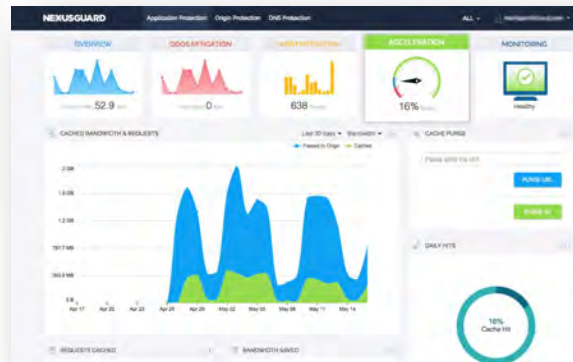 NEXUSGUARD
Application Protection Origin Protection DNS Protection
ALL
OVERVIEW
DDOS MITIGATION
ACCELERATION
MONITORING
52.9
0
638
16%
Healthy
CACHED BANDWIDTH & REQUESTS
Last 30 days Bandwidth
Passed to Origin Cached
CACHE PURGE
2 GB
1.6 GB
1.2 GB
0 B
Apr 17 Apr 20 Apr 23 Apr 26 Apr 29 May 02 May 05 May 08 May 11 May 14
PURGE URL
DAILY HITS
16%
Cache Hit
REQUESTS CACHED
BANDWIDTH SAVED